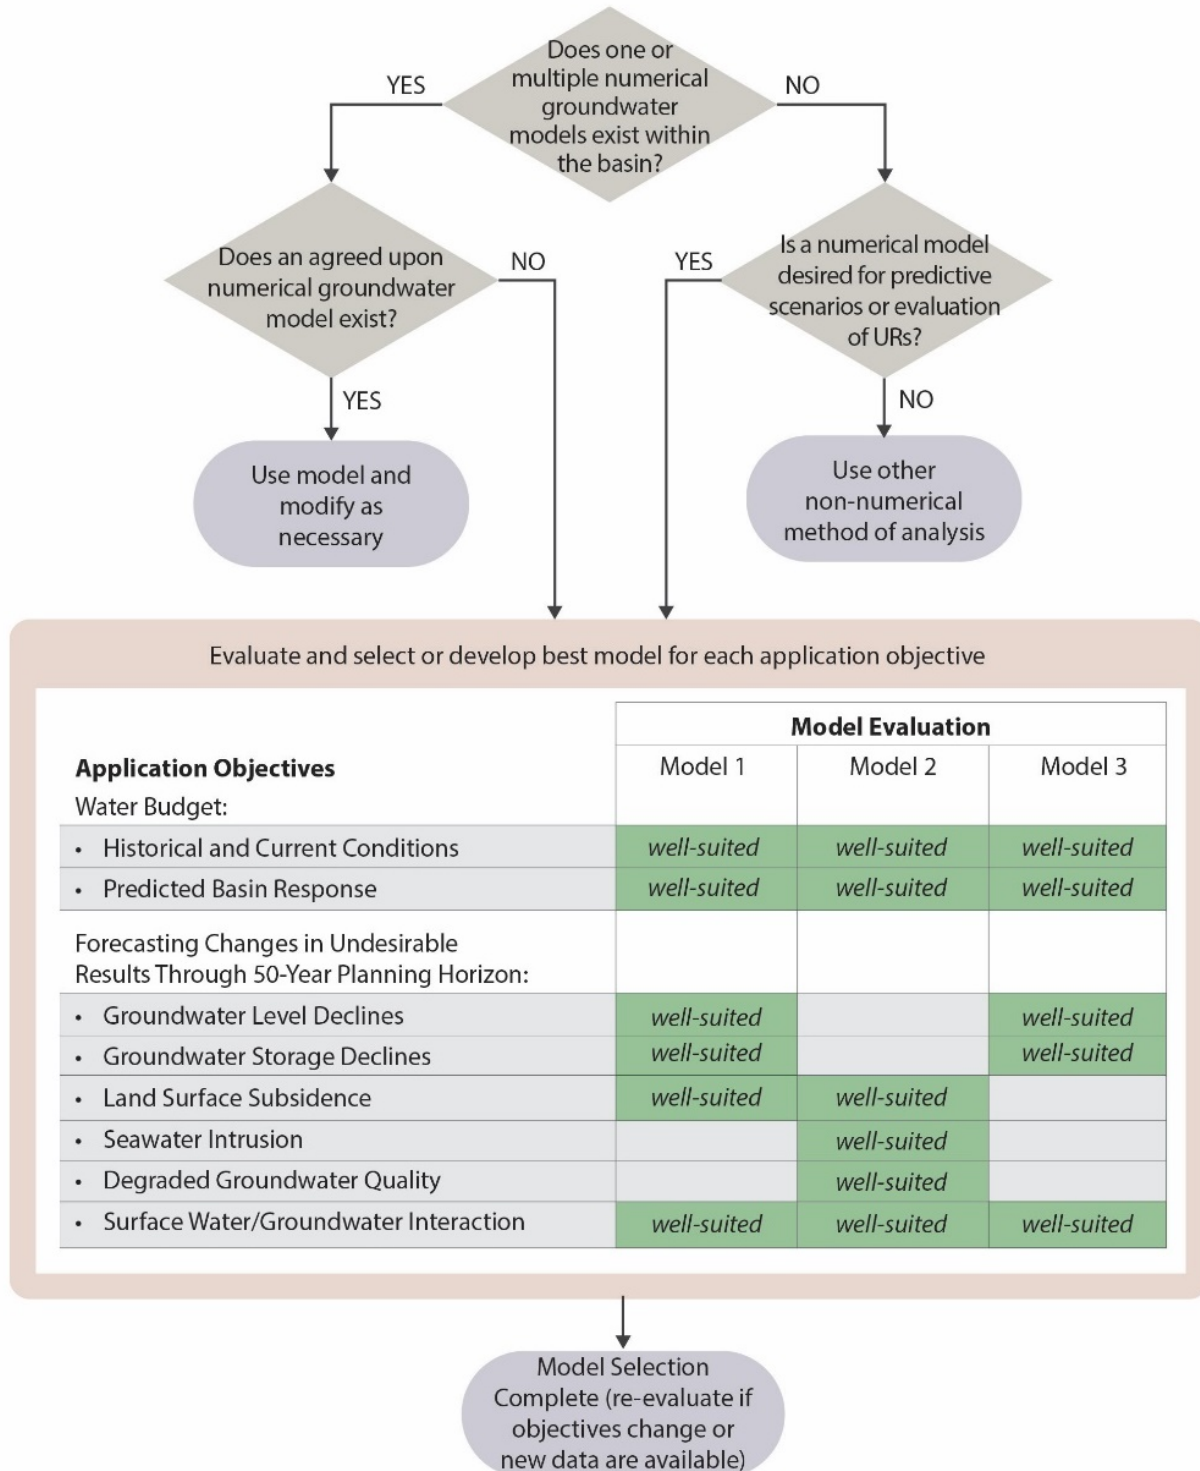 Does one or
multiple numerical
groundwater
models exist within
the basin?
YES
NO
Does an agreed upon
numerical groundwater
model exist?
NO
YES
Is a numerical model
desired for predictive
scenarios or evaluation
of URs?
YES
NO
Use model and
modify as
necessary
Use other
non-numerical
method of analysis
Evaluate and select or develop best model for each application objective
Model Evaluation
Application Objectives
Model 1
Model 2
Model 3
Water Budget:
• Historical and Current Conditions
well-suited
well-suited
well-suited
• Predicted Basin Response
well-suited
well-suited
well-suited
Forecasting Changes in Undesirable
Results Through 50-Year Planning Horizon:
• Groundwater Level Declines
well-suited
well-suited
• Groundwater Storage Declines
well-suited
well-suited
• Land Surface Subsidence
well-suited
well-suited
• Seawater Intrusion
well-suited
• Degraded Groundwater Quality
well-suited
• Surface Water/Groundwater Interaction
well-suited
well-suited
well-suited
Model Selection
Complete (re-evaluate if
objectives change or
new data are available)